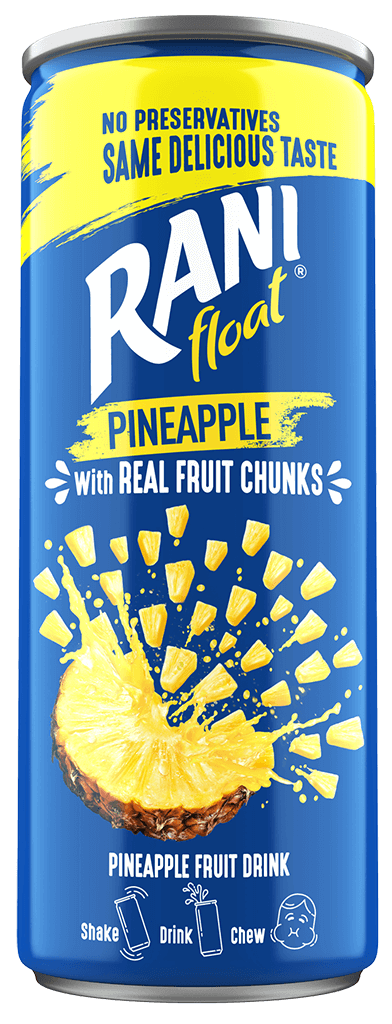 NO PRESERVATIVES
SAME DELICIOUS TASTE
RANI®
float
PINEAPPLE
With REAL FRUIT CHUNKS
PINEAPPLE FRUIT DRINK
Shake Drink Chew